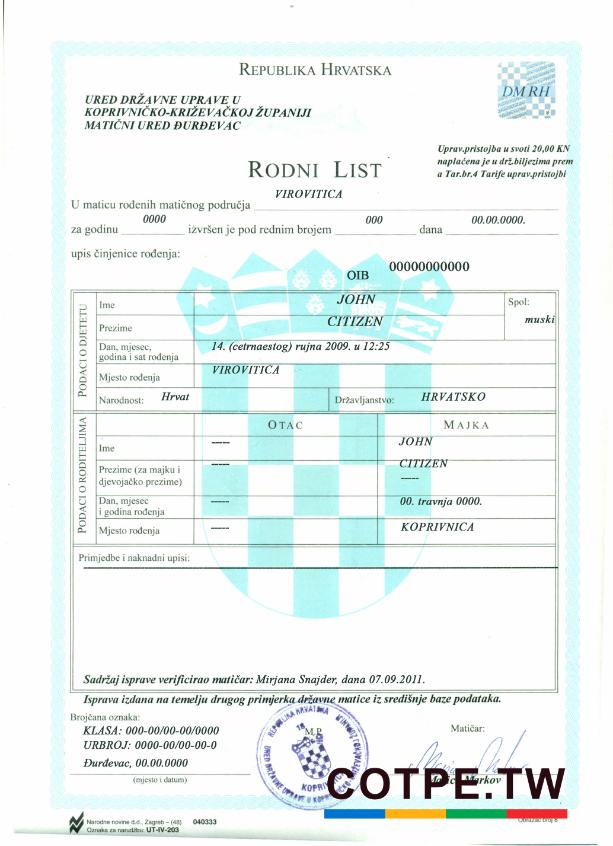 REPUBLIKA HRVATSKA
DM RH
URED DRŽAVNE UPRAVE U
KOPRIVNIČKO-KRIŽEVAČKOJ ŽUPANIJI
MATIČNI URED ĐURĐEVAC
Uprav.pristojba u svoti 20,00 KN
naplaćena je u drž.biljezima prem
a Tar.br.4 Tarife uprav.pristojbi
RODNI LIST
VIROVITICA
U maticu rođenih matičnog područja
0000 000 00.00.0000.
za godinu izvršen je pod rednim brojem dana
upis činjenice rođenja:
OIB 00000000000
PODACI O DJETETU
Ime JOHN Spol:
Prezime CITIZEN muski
Dan, mjesec, godina i sat rođenja 14. (cetrnaestog) rujna 2009. u 12:25
Mjesto rođenja VIROVITICA
Narodnost: Hrvat Državljanstvo: HRVATSKO
PODACI O RODITELJIMA
OTAC MAJKA
Ime ----- JOHN
Prezime (za majku i djevojačko prezime) ----- CITIZEN
-----
Dan, mjesec i godina rođenja ----- 00. travnja 0000.
Mjesto rođenja ----- KOPRIVNICA
Primjedbe i naknadni upisi:
Sadržaj isprave verificirao matičar: Mirjana Snajder, dana 07.09.2011.
Isprava izdana na temelju drugog primjerka državne matice iz središnje baze podataka.
Brojčana oznaka:
KLASA: 000-00/00-00/0000
URBROJ: 0000-00/00-00-0
Đurđevac, 00.00.0000
(mjesto i datum)
M.P.
REPUBLIKA HRVATSKA
URED DRŽAVNE UPRAVE U
Matičar:
Markov
COTPE.TW
Narodne novine d.d., Zagreb – (48) 040333
Oznaka za narudžbu: UT-IV-203
Obrazac broj 8